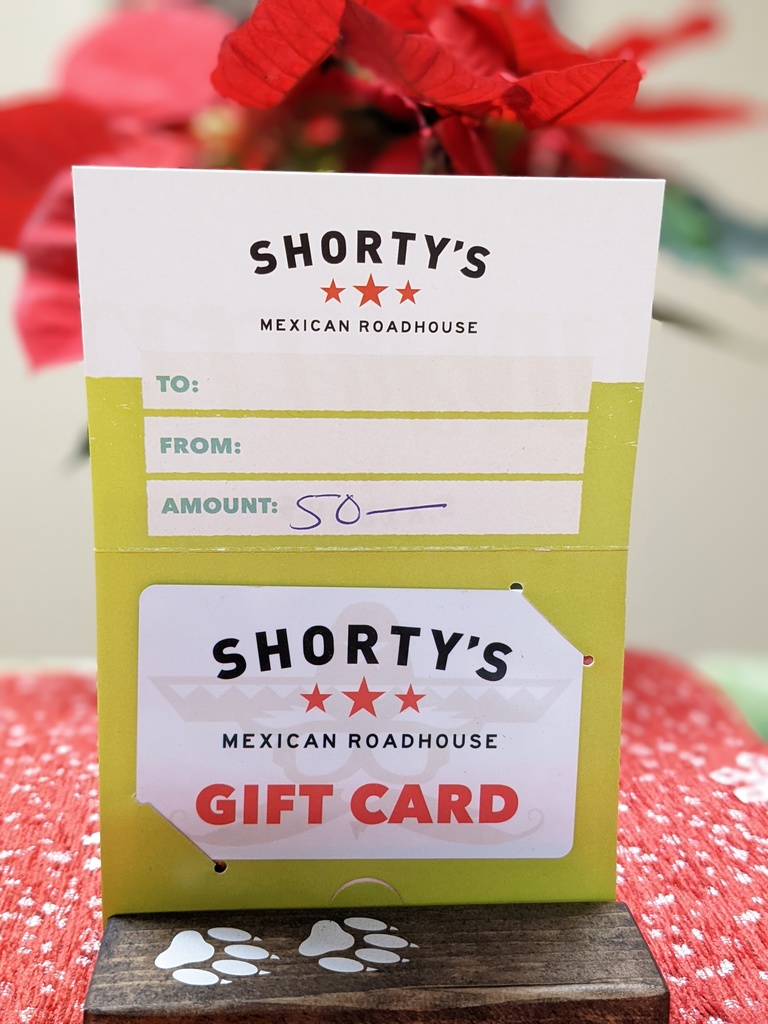 SHORTY'S
MEXICAN ROADHOUSE
TO:
FROM:
AMOUNT: 50—
SHORTY'S
MEXICAN ROADHOUSE
GIFT CARD